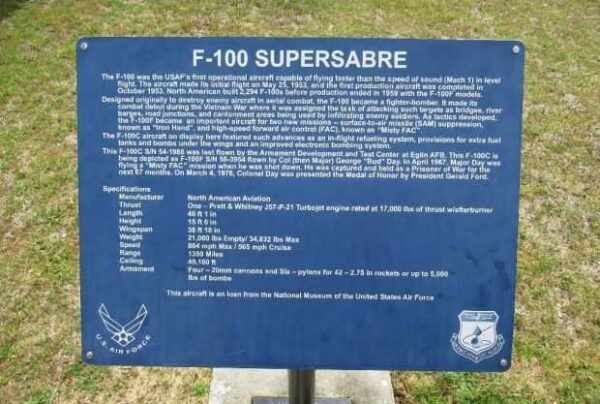 F-100 SUPERSABRE
The F-100 was the USAF's first operational aircraft capable of flying faster than the speed of sound (Mach 1) in level
flight. The aircraft made its initial flight on May 25, 1953, and the first production aircraft was completed in
October 1953. North American built 2,294 F-100s before production ended in 1959 with the F-100F models.
Designed originally to destroy enemy aircraft in aerial combat, the F-100 became a fighter-bomber. It made its
combat debut during the Vietnam War where it was assigned the task of attacking such targets as bridges, river
barges, road junctions, and cantonment areas being used by infiltrating enemy soldiers. As tactics developed,
the F-100F became an important aircraft for two new missions – surface-to-air missile (SAM) suppression,
known as "Iron Hand", and high-speed forward air control (FAC), known as "Misty FAC".
The F-100C aircraft on display here featured such advances as an in-flight refueling system, provisions for extra fuel
tanks and bombs under the wings and an improved electronic bombing system.
This F-100C S/N 54-1986 was last flown by the Armament Development and Test Center at Eglin AFB. This F-100C is
being depicted as F-100F S/N 56-3954 flown by Col (then Major) George "Bud" Day. In April 1967, Major Day was
flying a "Misty FAC" mission when he was shot down. He was captured and held as a Prisoner of War for the
next 67 months. On March 4, 1976, Colonel Day was presented the Medal of Honor by President Gerald Ford.
Specifications
Manufacturer North American Aviation
Thrust One – Pratt & Whitney J57-P-21 Turbojet engine rated at 17,000 lbs of thrust w/afterburner
Length 46 ft 1 in
Height 15 ft 6 in
Wingspan 38 ft 10 in
Weight 21,000 lbs Empty/ 34,832 lbs Max
Speed 864 mph Max / 565 mph Cruise
Range 1350 Miles
Ceiling 49,100 ft
Armament Four – 20mm cannons and Six – pylons for 42 – 2.75 in rockets or up to 5,000
lbs of bombs
This aircraft is on loan from the National Museum of the United States Air Force
U.S. AIR FORCE